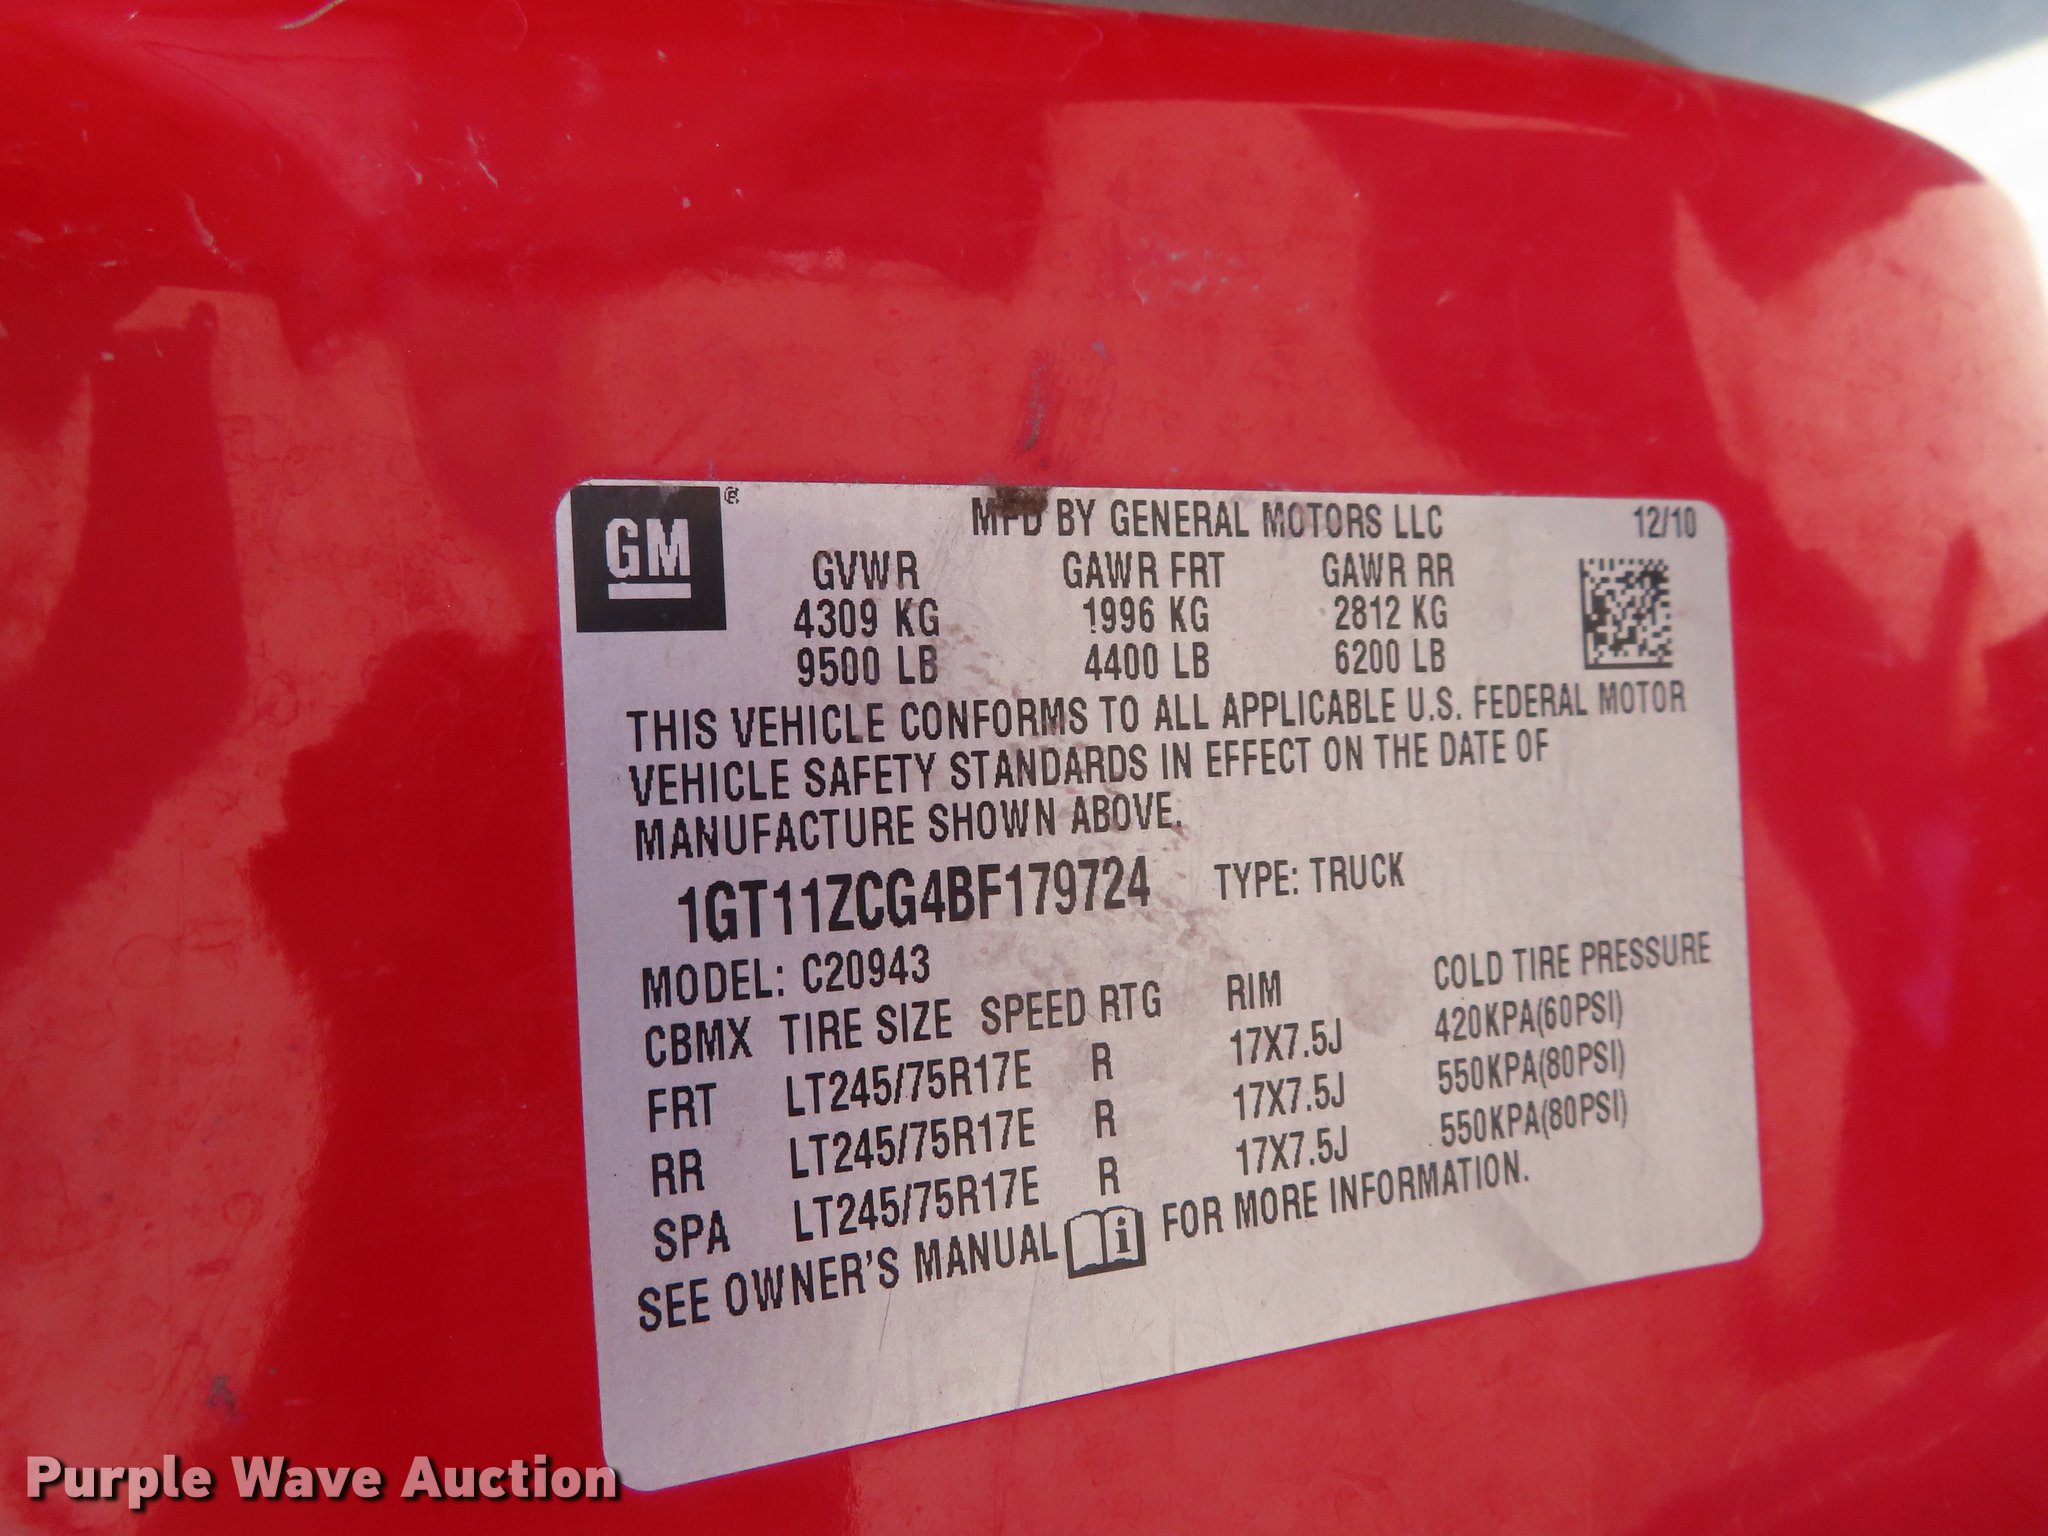 GM ®
MFD BY GENERAL MOTORS LLC 12/10
GVWR GAWR FRT GAWR RR
4309 KG 1996 KG 2812 KG
9500 LB 4400 LB 6200 LB
THIS VEHICLE CONFORMS TO ALL APPLICABLE U.S. FEDERAL MOTOR
VEHICLE SAFETY STANDARDS IN EFFECT ON THE DATE OF
MANUFACTURE SHOWN ABOVE.
1GT11ZCG4BF179724 TYPE: TRUCK
MODEL: C20943
CBMX TIRE SIZE SPEED RTG RIM COLD TIRE PRESSURE
FRT LT245/75R17E R 17X7.5J 420KPA(60PSI)
RR LT245/75R17E R 17X7.5J 550KPA(80PSI)
SPA LT245/75R17E R 17X7.5J 550KPA(80PSI)
SEE OWNER'S MANUAL i FOR MORE INFORMATION.
Purple Wave Auction